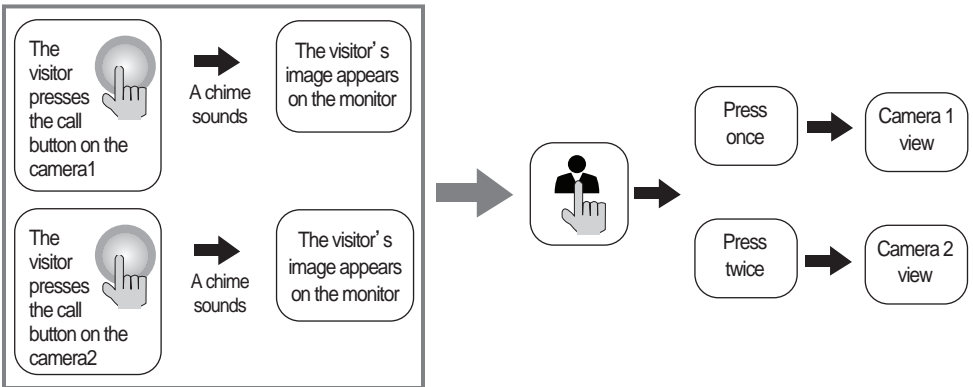 The
visitor
presses
the call
button on the
camera1
A chime
sounds
The visitor’s
image appears
on the monitor
The
visitor
presses
the call
button on the
camera2
A chime
sounds
The visitor’s
image appears
on the monitor
Press
once
Camera 1
view
Press
twice
Camera 2
view